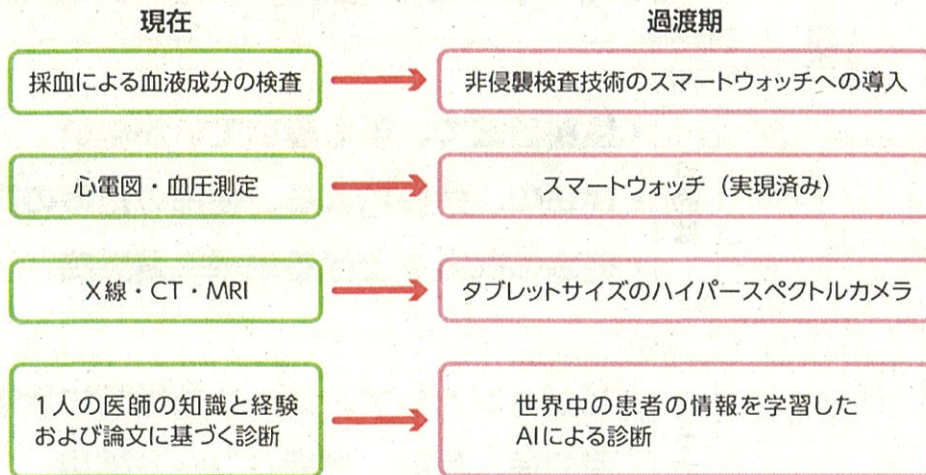 現在
過渡期
採血による血液成分の検査
非侵襲検査技術のスマートウォッチへの導入
心電図・血圧測定
スマートウォッチ（実現済み）
X線・CT・MRI
タブレットサイズのハイパースペクトルカメラ
1人の医師の知識と経験
および論文に基づく診断
世界中の患者の情報を学習した
AIによる診断